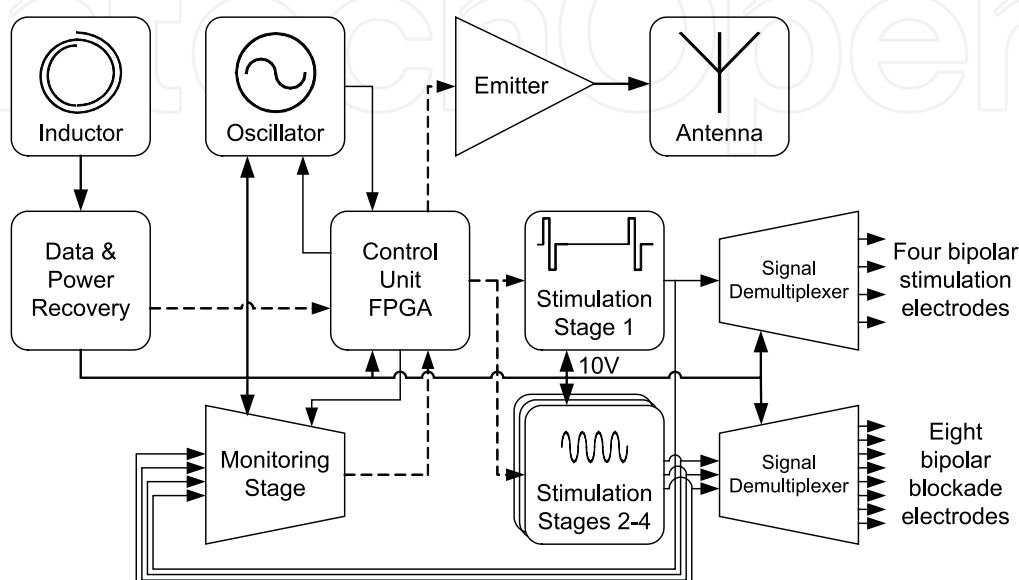 ntechOpen
Inductor
Oscillator
Emitter
Antenna
Data &
Power
Recovery
Control
Unit
FPGA
Stimulation
Stage 1
Signal
Demultiplexer
Four bipolar
stimulation
electrodes
10V
Monitoring
Stage
Stimulation
Stages 2-4
Signal
Demultiplexer
Eight
bipolar
blockade
electrodes